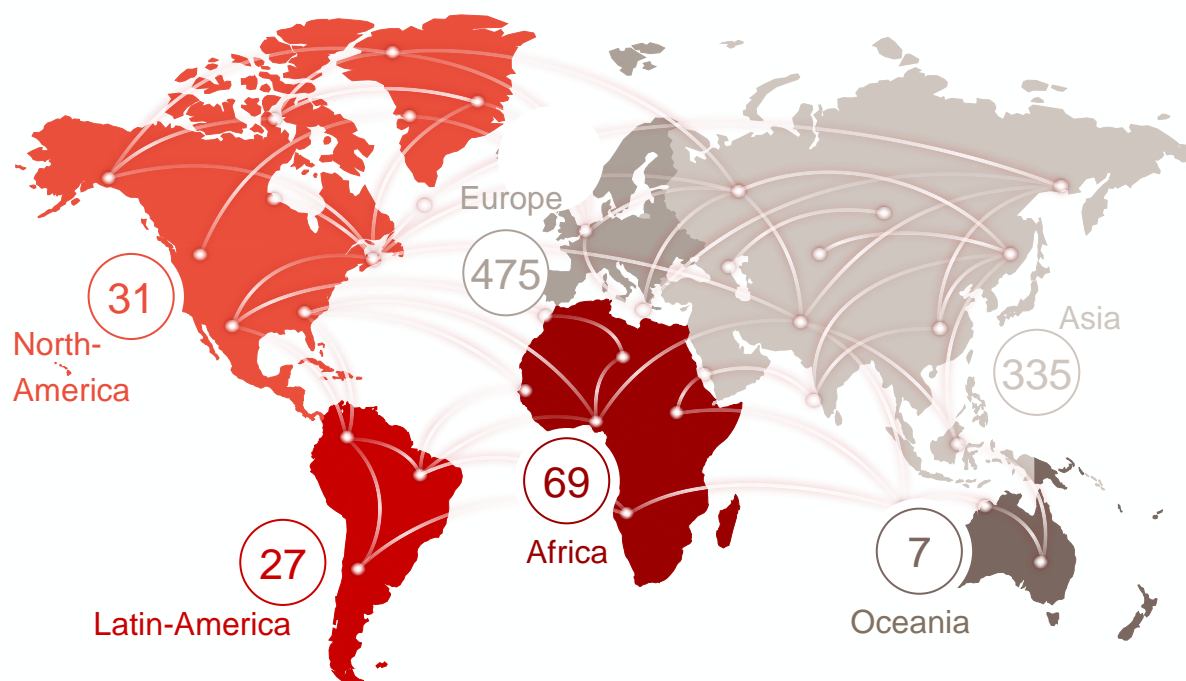 Europe
475
31
North-
America
Asia
335
69
Africa
27
Latin-America
7
Oceania